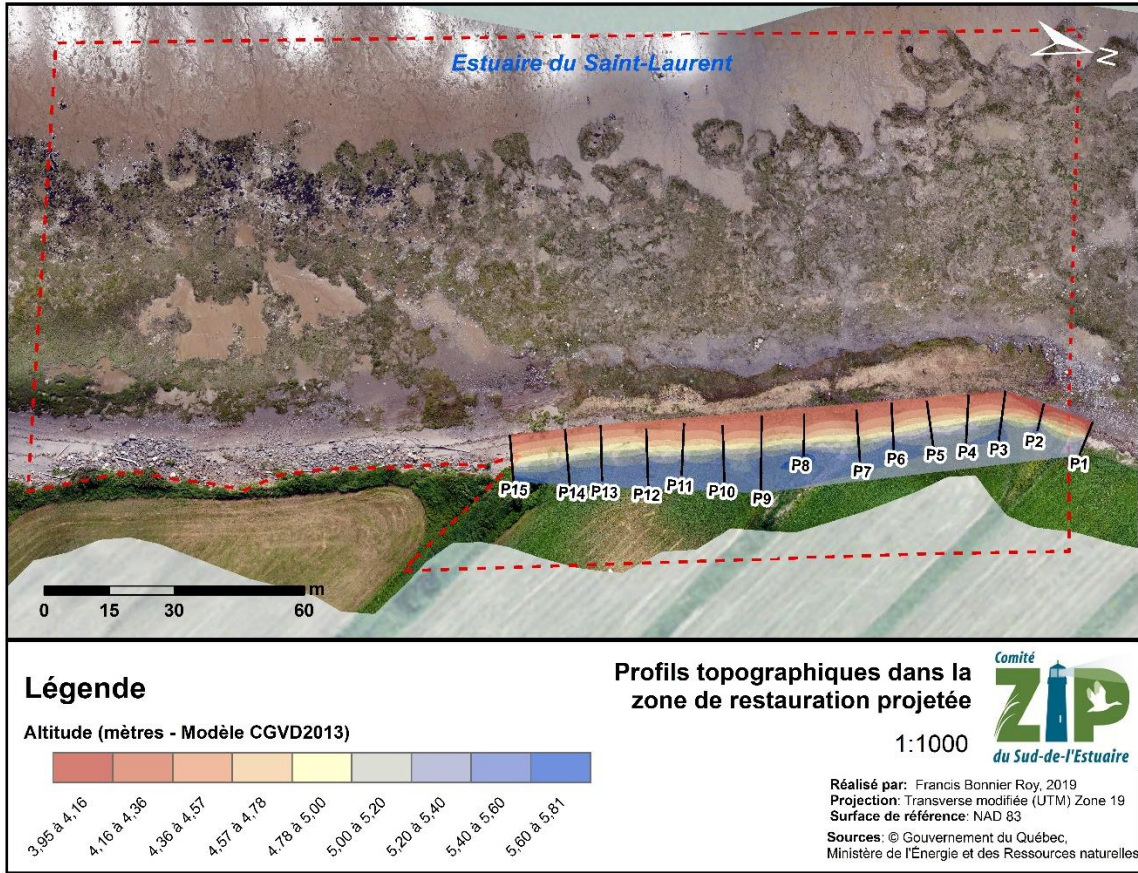 Estuaire du Saint-Laurent
N
P15
P14
P13
P12
P11
P10
P9
P8
P7
P6
P5
P4
P3
P2
P1
0 15 30 60 m
Légende
Altitude (mètres - Modèle CGVD2013)
3,95 à 4,16
4,16 à 4,36
4,36 à 4,57
4,57 à 4,78
4.78 à 5,00
5,00 à 5,20
5,20 à 5,40
5,40 à 5,60
5,60 à 5,81
Profils topographiques dans la
zone de restauration projetée
1:1000
Comité
ZIP
du Sud-de-l'Estuaire
Réalisé par: Francis Bonnier Roy, 2019
Projection: Transverse modifiée (UTM) Zone 19
Surface de référence: NAD 83
Sources: © Gouvernement du Québec,
Ministère de l'Énergie et des Ressources naturelles